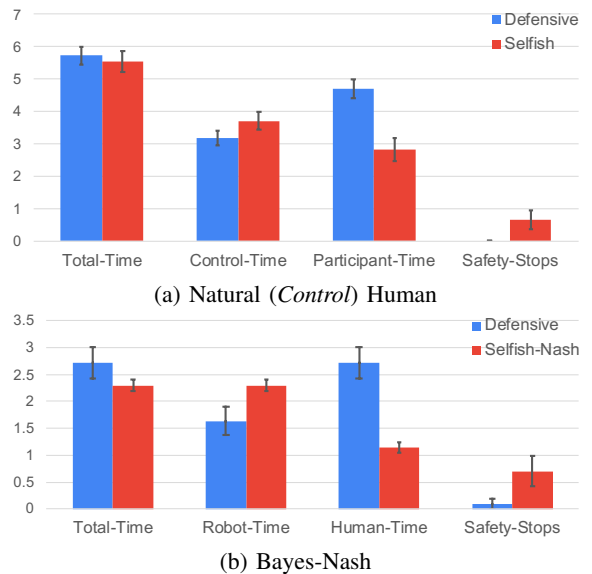 7
6
5
4
3
2
1
0
Defensive
Selfish
Total-Time Control-Time Participant-Time Safety-Stops
(a) Natural (Control) Human
3.5
3
2.5
2
1.5
1
0.5
0
Defensive
Selfish-Nash
Total-Time Robot-Time Human-Time Safety-Stops
(b) Bayes-Nash